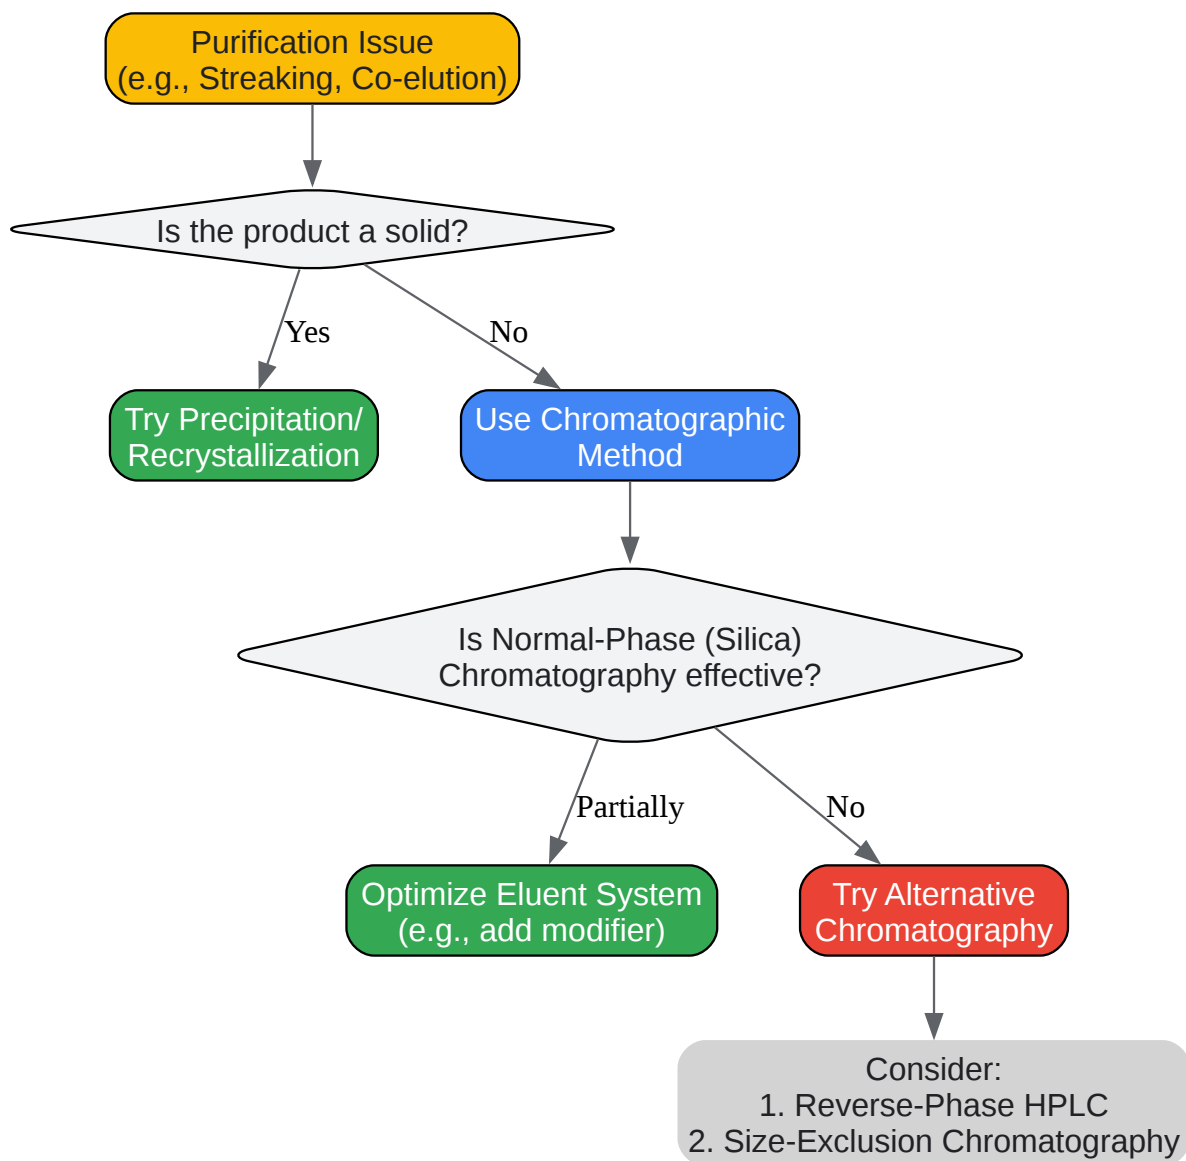 Purification Issue
(e.g., Streaking, Co-elution)
Is the product a solid?
Yes
No
Try Precipitation/
Recrystallization
Use Chromatographic
Method
Is Normal-Phase (Silica)
Chromatography effective?
Partially
No
Optimize Eluent System
(e.g., add modifier)
Try Alternative
Chromatography
Consider:
1. Reverse-Phase HPLC
2. Size-Exclusion Chromatography